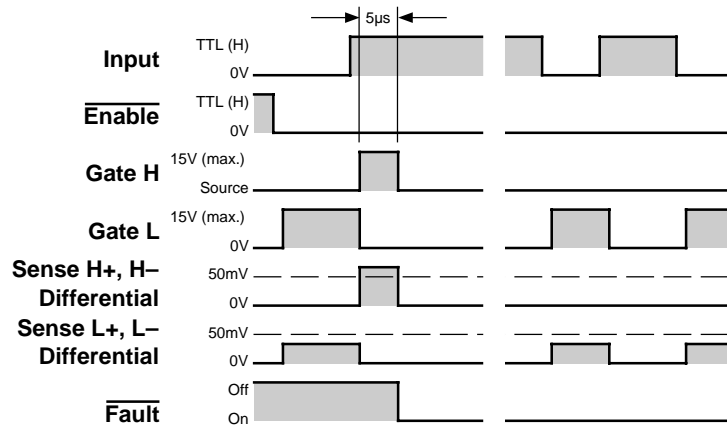 5µs
Input
TTL (H)
0V
Enable
TTL (H)
0V
Gate H
15V (max.)
Source
Gate L
15V (max.)
0V
Sense H+, H–
Differential
50mV
0V
Sense L+, L–
Differential
50mV
0V
Fault
Off
On